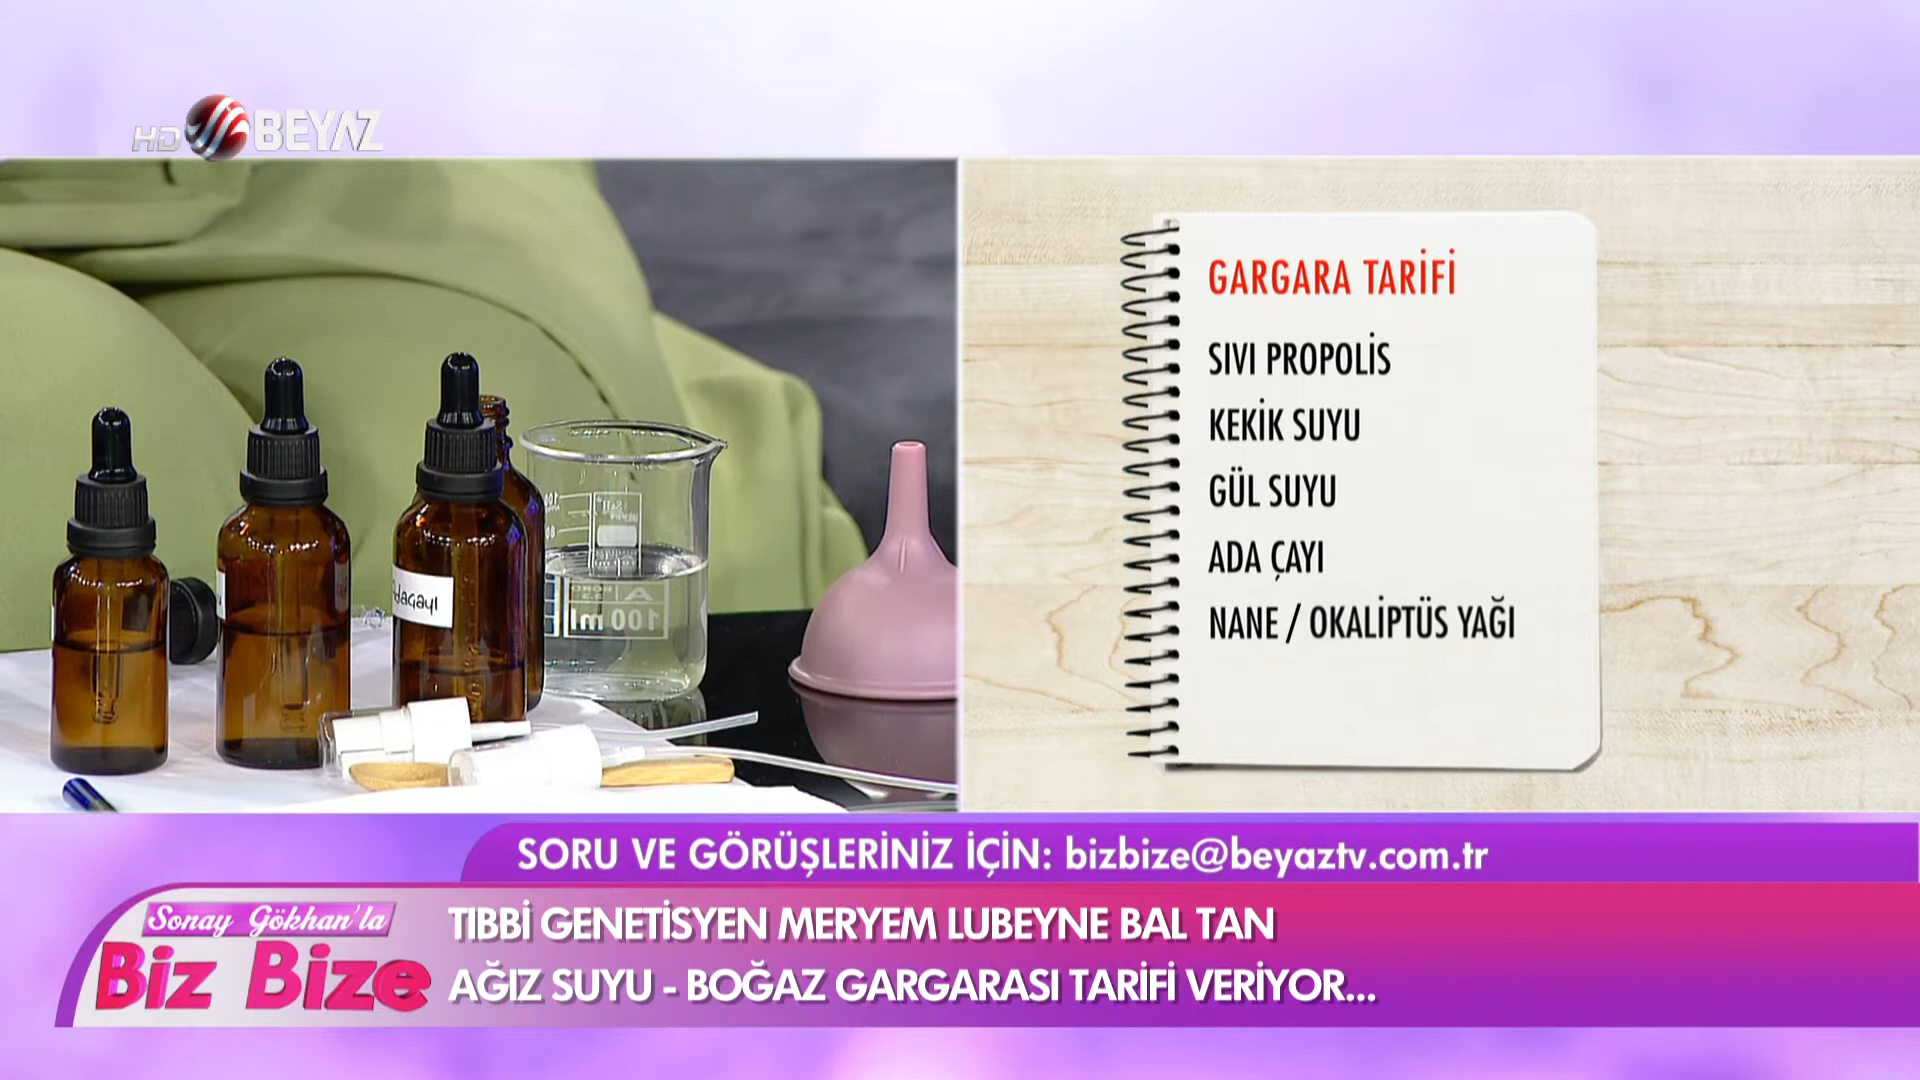 HD BEYAZ
GARGARA TARİFİ
SIVI PROPOLİS
KEKİK SUYU
GÜL SUYU
ADA ÇAYI
NANE / OKALİPTÜS YAĞI
adaçayı
100 ml
SORU VE GÖRÜŞLERİNİZ İÇİN: bizbize@beyaztv.com.tr
Sonay Gökhan'la
Biz Bize
TIBBİ GENETİSYEN MERYEM LUBEYNE BAL TAN
AĞIZ SUYU - BOĞAZ GARGARASI TARİFİ VERİYOR...